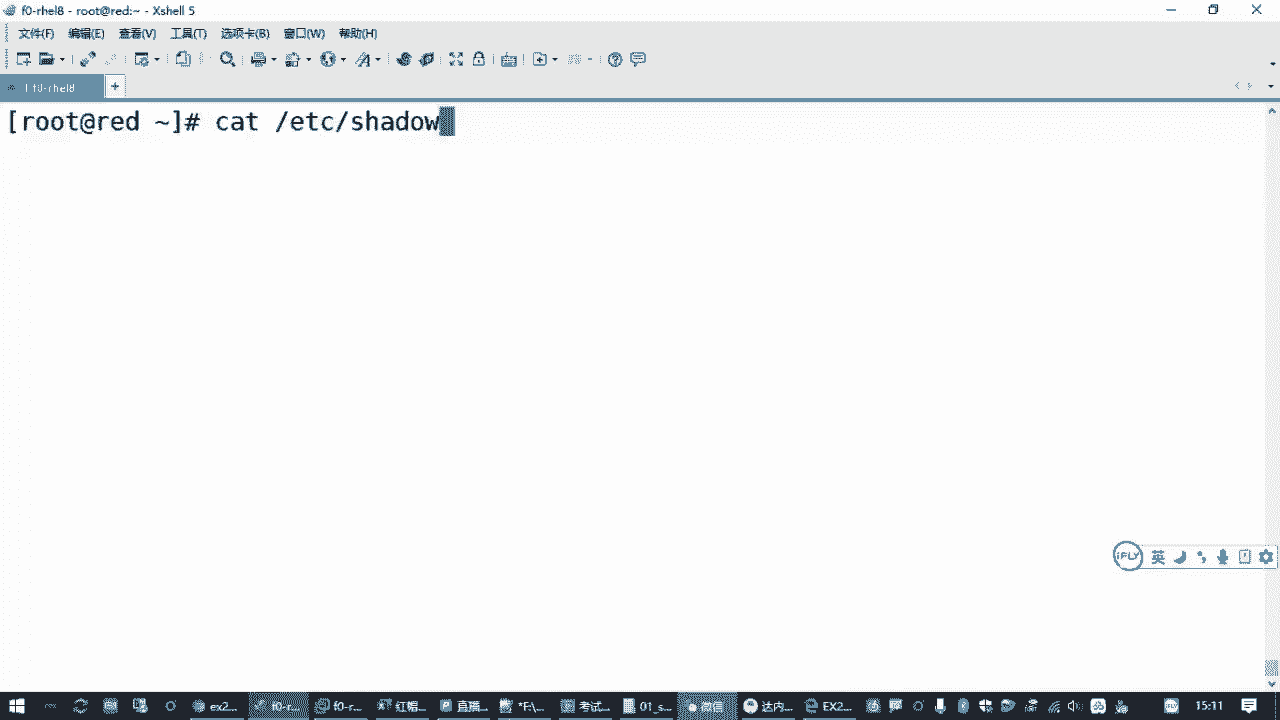 f0-rhel8 - root@red:~ - Xshell 5
文件(F) 编辑(E) 查看(V) 工具(T) 选项卡(B) 窗口(W) 帮助(H)
1 f0-rhel8
[root@red ~]# cat /etc/shadow
iFLY 英
ex2... f0-r... f0-r... 红帽... 直播... *F:\... 考试... 01_s... 微信 达内... EX2... 15:11